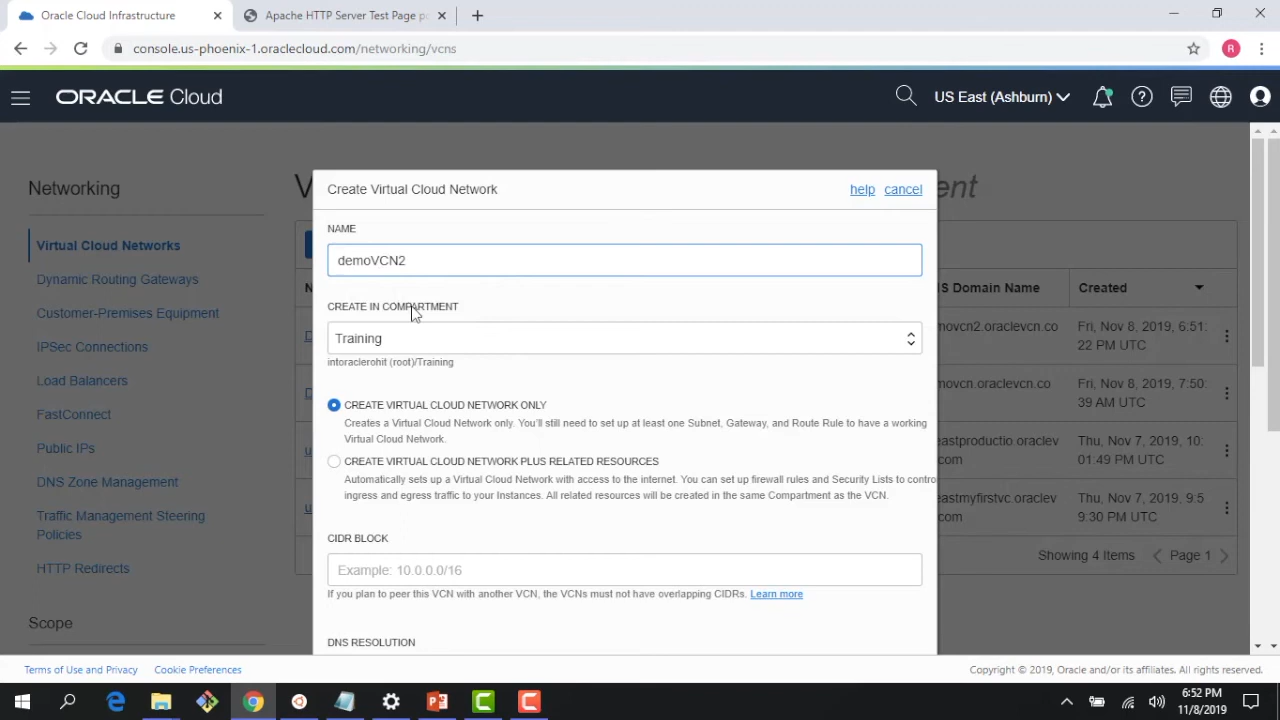 Oracle Cloud Infrastructure
Apache HTTP Server Test Page po
console.us-phoenix-1.oraclecloud.com/networking/vcns
R
ORACLE Cloud
US East (Ashburn)
Networking
Virtual Cloud Networks
Dynamic Routing Gateways
Customer-Premises Equipment
IPSec Connections
Load Balancers
FastConnect
Public IPs
DNS Zone Management
Traffic Management Steering
Policies
HTTP Redirects
Scope
Create Virtual Cloud Network
help
cancel
NAME
demoVCN2
CREATE IN COMPARTMENT
Training
intoraclerohit (root)/Training
CREATE VIRTUAL CLOUD NETWORK ONLY
Creates a Virtual Cloud Network only. You'll still need to set up at least one Subnet, Gateway, and Route Rule to have a working
Virtual Cloud Network.
CREATE VIRTUAL CLOUD NETWORK PLUS RELATED RESOURCES
Automatically sets up a Virtual Cloud Network with access to the internet. You can set up firewall rules and Security Lists to contro
ingress and egress traffic to your Instances. All related resources will be created in the same Compartment as the VCN.
CIDR BLOCK
Example: 10.0.0.0/16
If you plan to peer this VCN with another VCN, the VCNs must not have overlapping CIDRs. Learn more
DNS RESOLUTION
ent
S Domain Name
Created
movcn2.oraclevcn.co
Fri, Nov 8, 2019, 6:51:
22 PM UTC
movcn.oraclevcn.co
Fri, Nov 8, 2019, 7:50:
39 AM UTC
eastproductio oraclev
com
Thu, Nov 7, 2019, 10:
01:49 PM UTC
eastmyfirstvc.oraclev
com
Thu, Nov 7, 2019, 9:5
9:30 PM UTC
Showing 4 Items
Page 1
Terms of Use and Privacy
Cookie Preferences
Copyright © 2019, Oracle and/or its affiliates. All rights reserved.
6:52 PM
11/8/2019